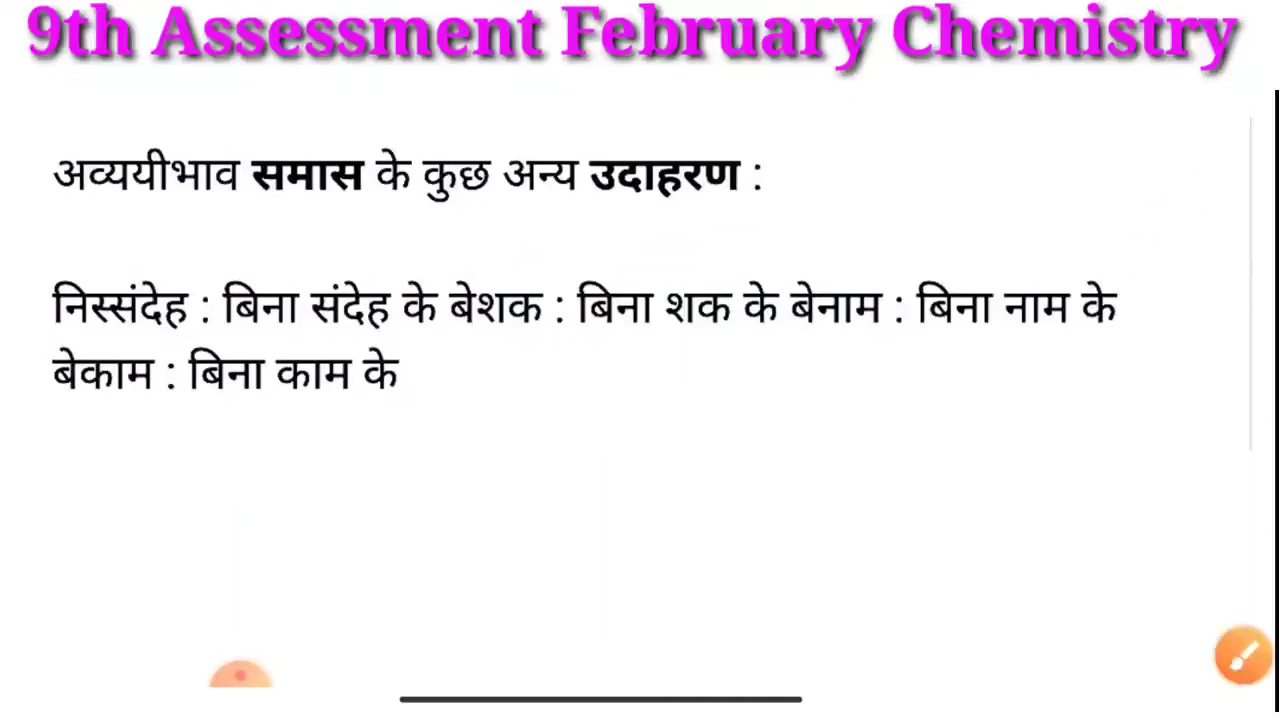 9th Assessment February Chemistry
अव्ययीभाव समास के कुछ अन्य उदाहरण :
निस्संदेह : बिना संदेह के बेशक : बिना शक के बेनाम : बिना नाम के
बेकाम : बिना काम के